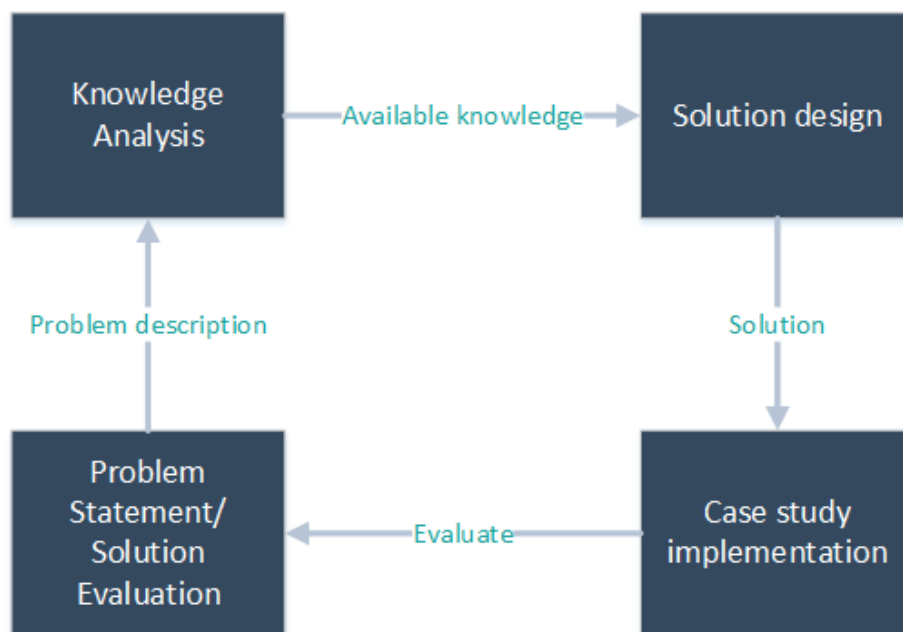 Knowledge
Analysis
Available knowledge
Solution design
Problem description
Solution
Problem
Statement/
Solution
Evaluation
Evaluate
Case study
implementation